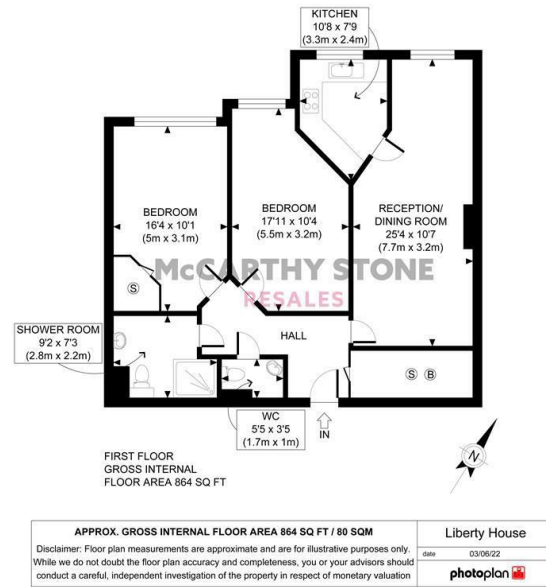 KITCHEN
10'8 x 7'9
(3.3m x 2.4m)
BEDROOM
16'4 x 10'1
(5m x 3.1m)
BEDROOM
17'11 x 10'4
(5.5m x 3.2m)
RECEPTION/
DINING ROOM
25'4 x 10'7
(7.7m x 3.2m)
McCARTHY STONE
RESALES
S
SHOWER ROOM
9'2 x 7'3
(2.8m x 2.2m)
HALL
S B
WC
5'5 x 3'5
(1.7m x 1m)
IN
FIRST FLOOR
GROSS INTERNAL
FLOOR AREA 864 SQ FT
N
APPROX. GROSS INTERNAL FLOOR AREA 864 SQ FT / 80 SQM
Disclaimer: Floor plan measurements are approximate and are for illustrative purposes only.
While we do not doubt the floor plan accuracy and completeness, you or your advisors should
conduct a careful, independent investigation of the property in respect of monetary valuation
Liberty House
date 03/06/22
photoplan